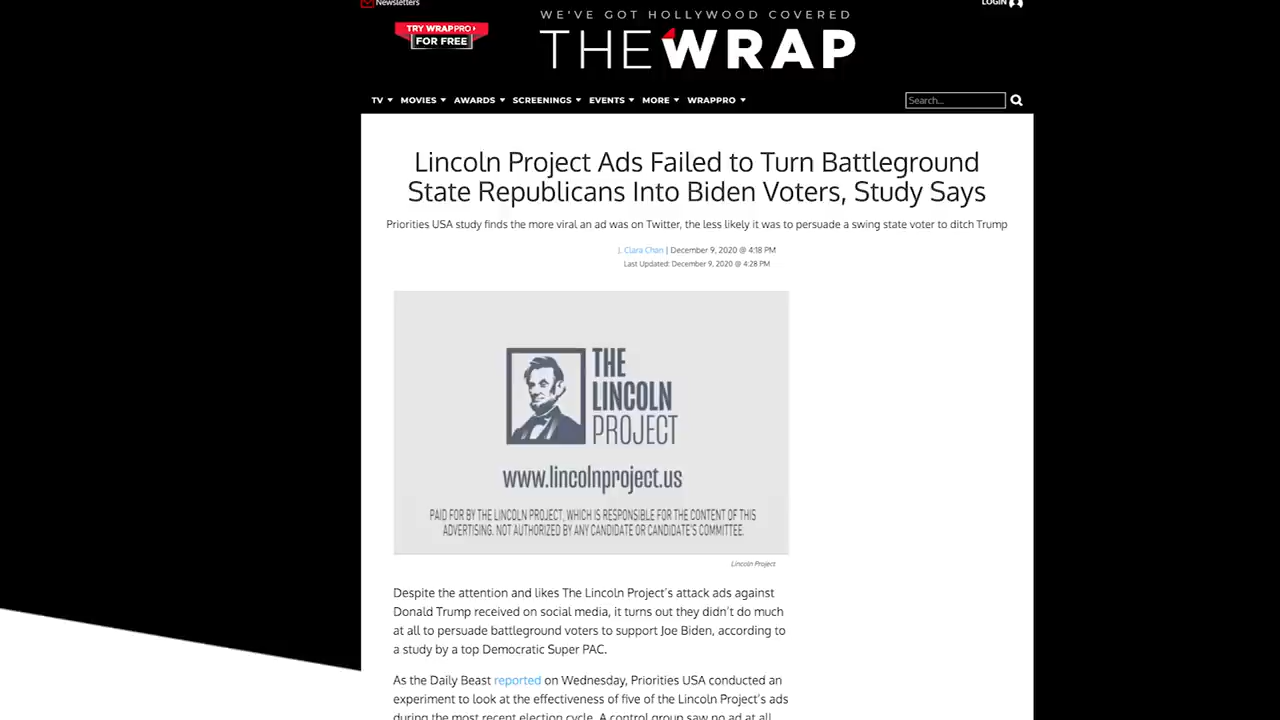 Newsletters
LOGIN
TRY WRAPPRO
FOR FREE
WE'VE GOT HOLLYWOOD COVERED
THEWRAP
TV MOVIES AWARDS SCREENINGS EVENTS MORE WRAPPRO
Search...
Lincoln Project Ads Failed to Turn Battleground
State Republicans Into Biden Voters, Study Says
Priorities USA study finds the more viral an ad was on Twitter, the less likely it was to persuade a swing state voter to ditch Trump
J. Clara Chan | December 9, 2020 @ 4:18 PM
Last Updated: December 9, 2020 @ 4:28 PM
THE
LINCOLN
PROJECT
www.lincolnproject.us
PAID FOR BY THE LINCOLN PROJECT, WHICH IS RESPONSIBLE FOR THE CONTENT OF THIS
ADVERTISING. NOT AUTHORIZED BY ANY CANDIDATE OR CANDIDATE'S COMMITTEE.
Lincoln Project
Despite the attention and likes The Lincoln Project's attack ads against
Donald Trump received on social media, it turns out they didn't do much
at all to persuade battleground voters to support Joe Biden, according to
a study by a top Democratic Super PAC.
As the Daily Beast reported on Wednesday, Priorities USA conducted an
experiment to look at the effectiveness of five of the Lincoln Project's ads
during the most recent election cycle. A control group saw no ad at all